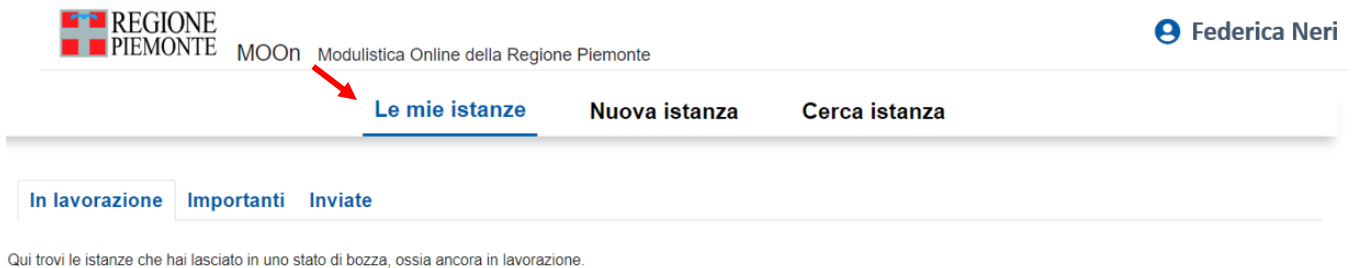 REGIONE
PIEMONTE
MOOn Modulistica Online della Regione Piemonte
Federica Neri
Le mie istanze Nuova istanza Cerca istanza
In lavorazione Importanti Inviate
Qui trovi le istanze che hai lasciato in uno stato di bozza, ossia ancora in lavorazione.